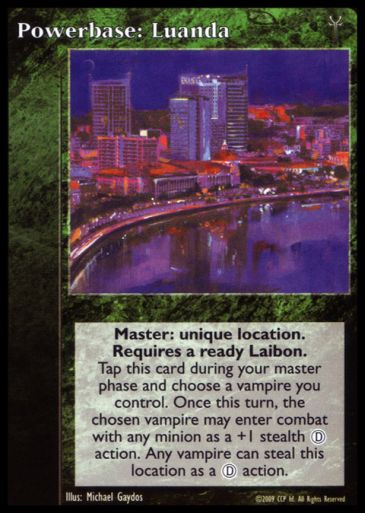 Powerbase: Luanda
Master: unique location.
Requires a ready Laibon.
Tap this card during your master
phase and choose a vampire you
control. Once this turn, the
chosen vampire may enter combat
with any minion as a +1 stealth Ⓓ
action. Any vampire can steal this
location as a Ⓓ action.
Illus: Michael Gaydos
©2009 CCP hf. All Rights Reserved